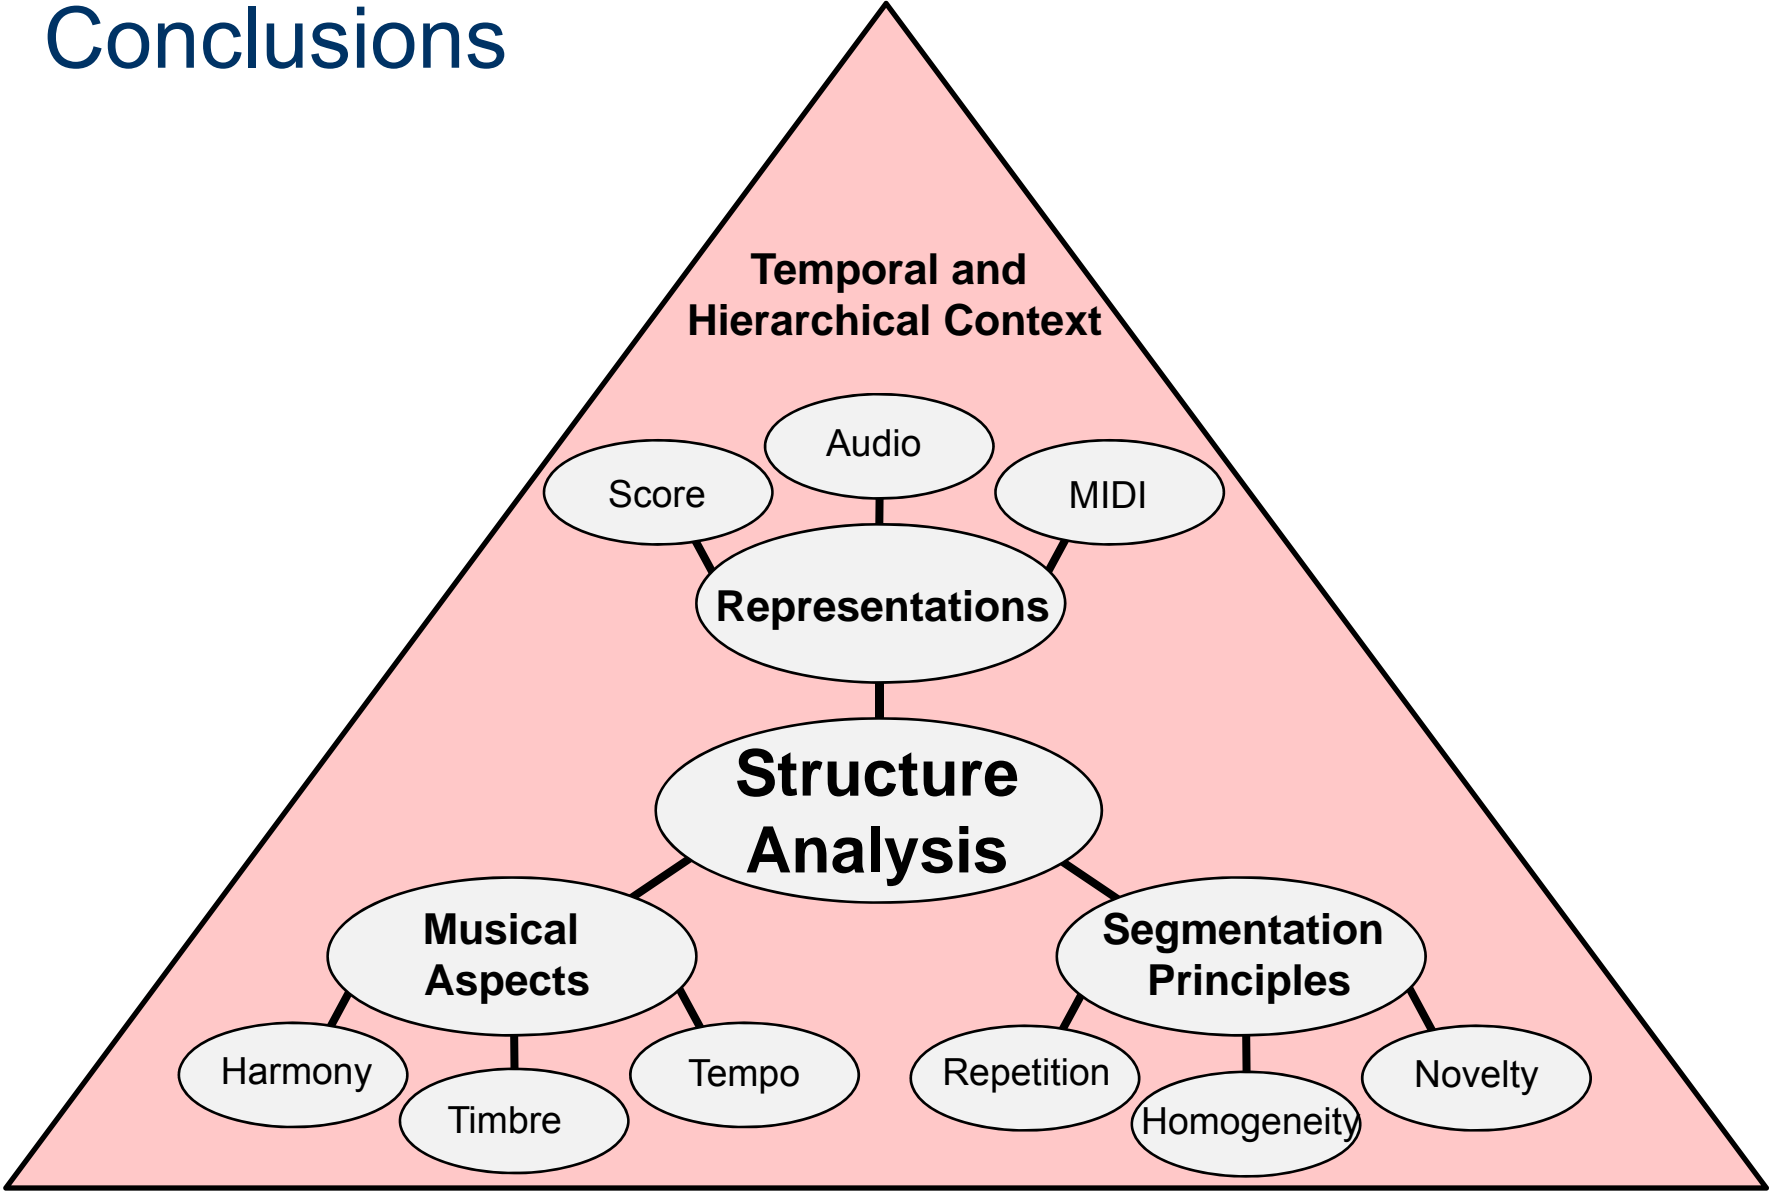 Conclusions
Temporal and
Hierarchical Context
Audio
Score
MIDI
Representations
Structure
Analysis
Musical
Aspects
Segmentation
Principles
Harmony
Timbre
Tempo
Repetition
Homogeneity
Novelty